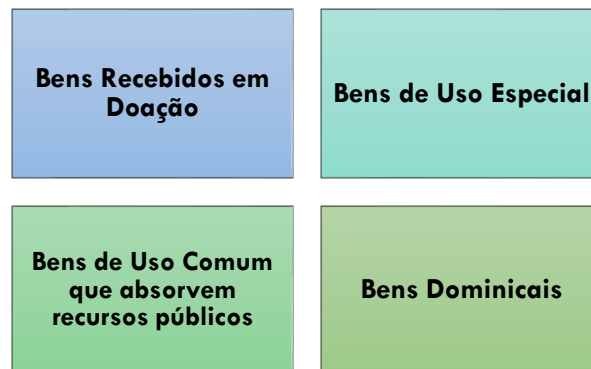 Bens Recebidos em
Doação
Bens de Uso Especial
Bens de Uso Comum
que absorvem
recursos públicos
Bens Dominicais